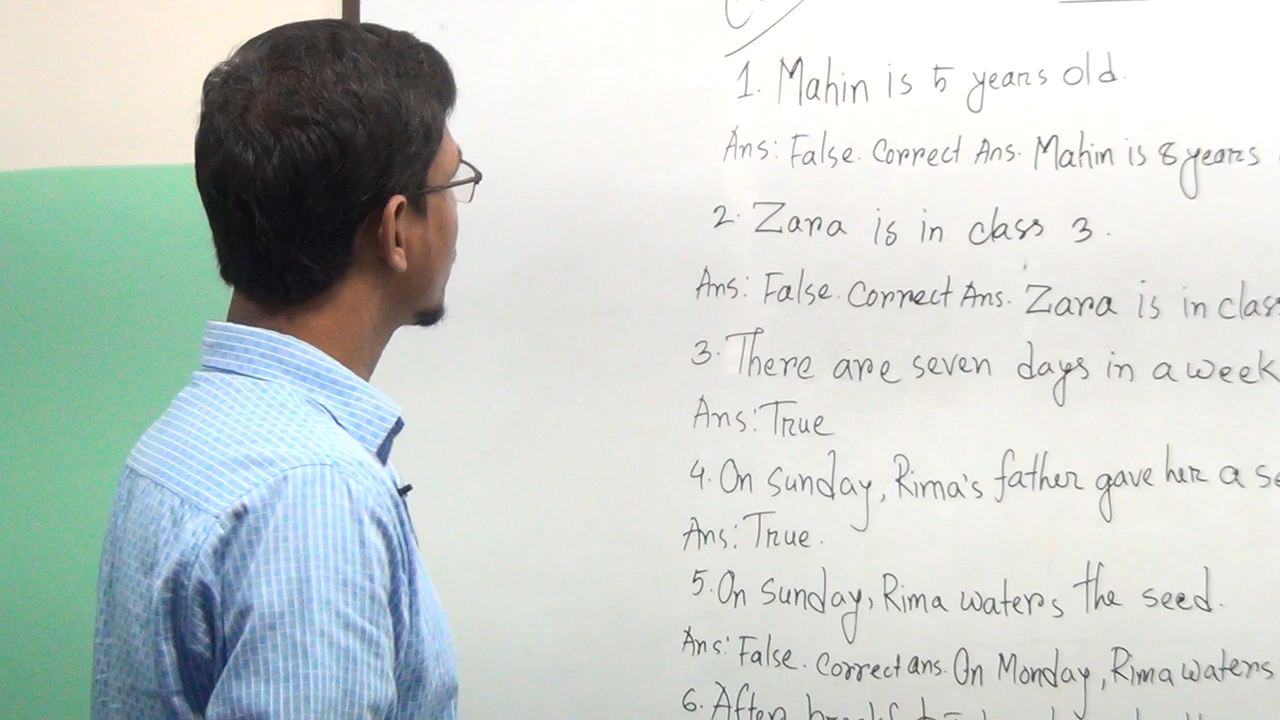 1. Mahin is 5 years old.
Ans: False. Correct Ans. Mahin is 8 years
2. Zara is in class 3.
Ans: False. Correct Ans. Zara is in class
3. There are seven days in a week
Ans: True
4. On Sunday, Rima's father gave her a
Ans: True.
5. On Sunday, Rima waters the seed.
Ans: False. Correct ans. On Monday, Rima waters
6. After